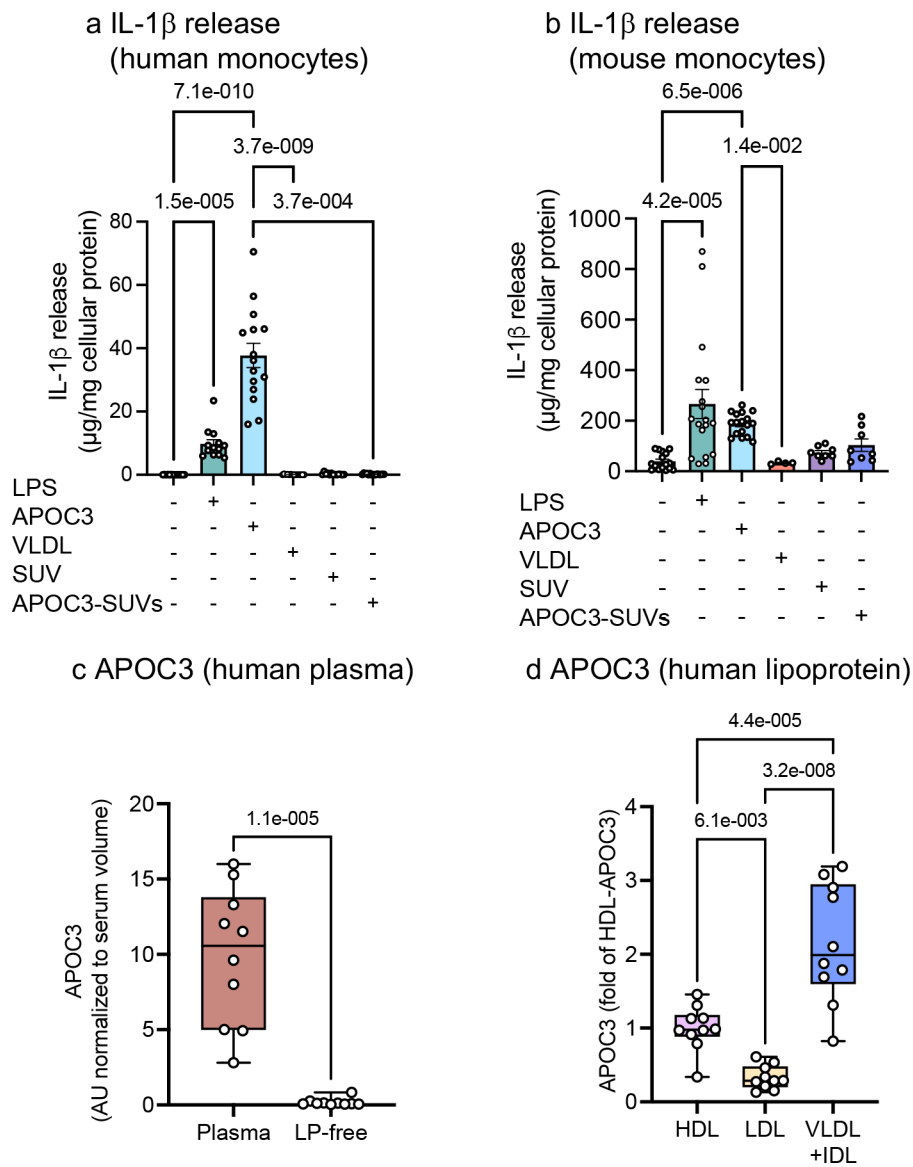 a IL-1β release
(human monocytes)
7.1e-010
3.7e-009
1.5e-005
3.7e-004
IL-1β release
(µg/mg cellular protein)
80
60
40
20
0
LPS - + - - - -
APOC3 - - + - - -
VLDL - - - + - -
SUV - - - - + -
APOC3-SUVs - - - - - +
b IL-1β release
(mouse monocytes)
6.5e-006
1.4e-002
4.2e-005
IL-1β release
(µg/mg cellular protein)
1000
800
600
400
200
0
LPS - + - - - -
APOC3 - - + - - -
VLDL - - - + - -
SUV - - - - + -
APOC3-SUVs - - - - - +
c APOC3 (human plasma)
1.1e-005
APOC3
(AU normalized to serum volume)
20
15
10
5
0
Plasma LP-free
d APOC3 (human lipoprotein)
4.4e-005
3.2e-008
6.1e-003
APOC3 (fold of HDL-APOC3)
4
3
2
1
0
HDL LDL VLDL
+IDL